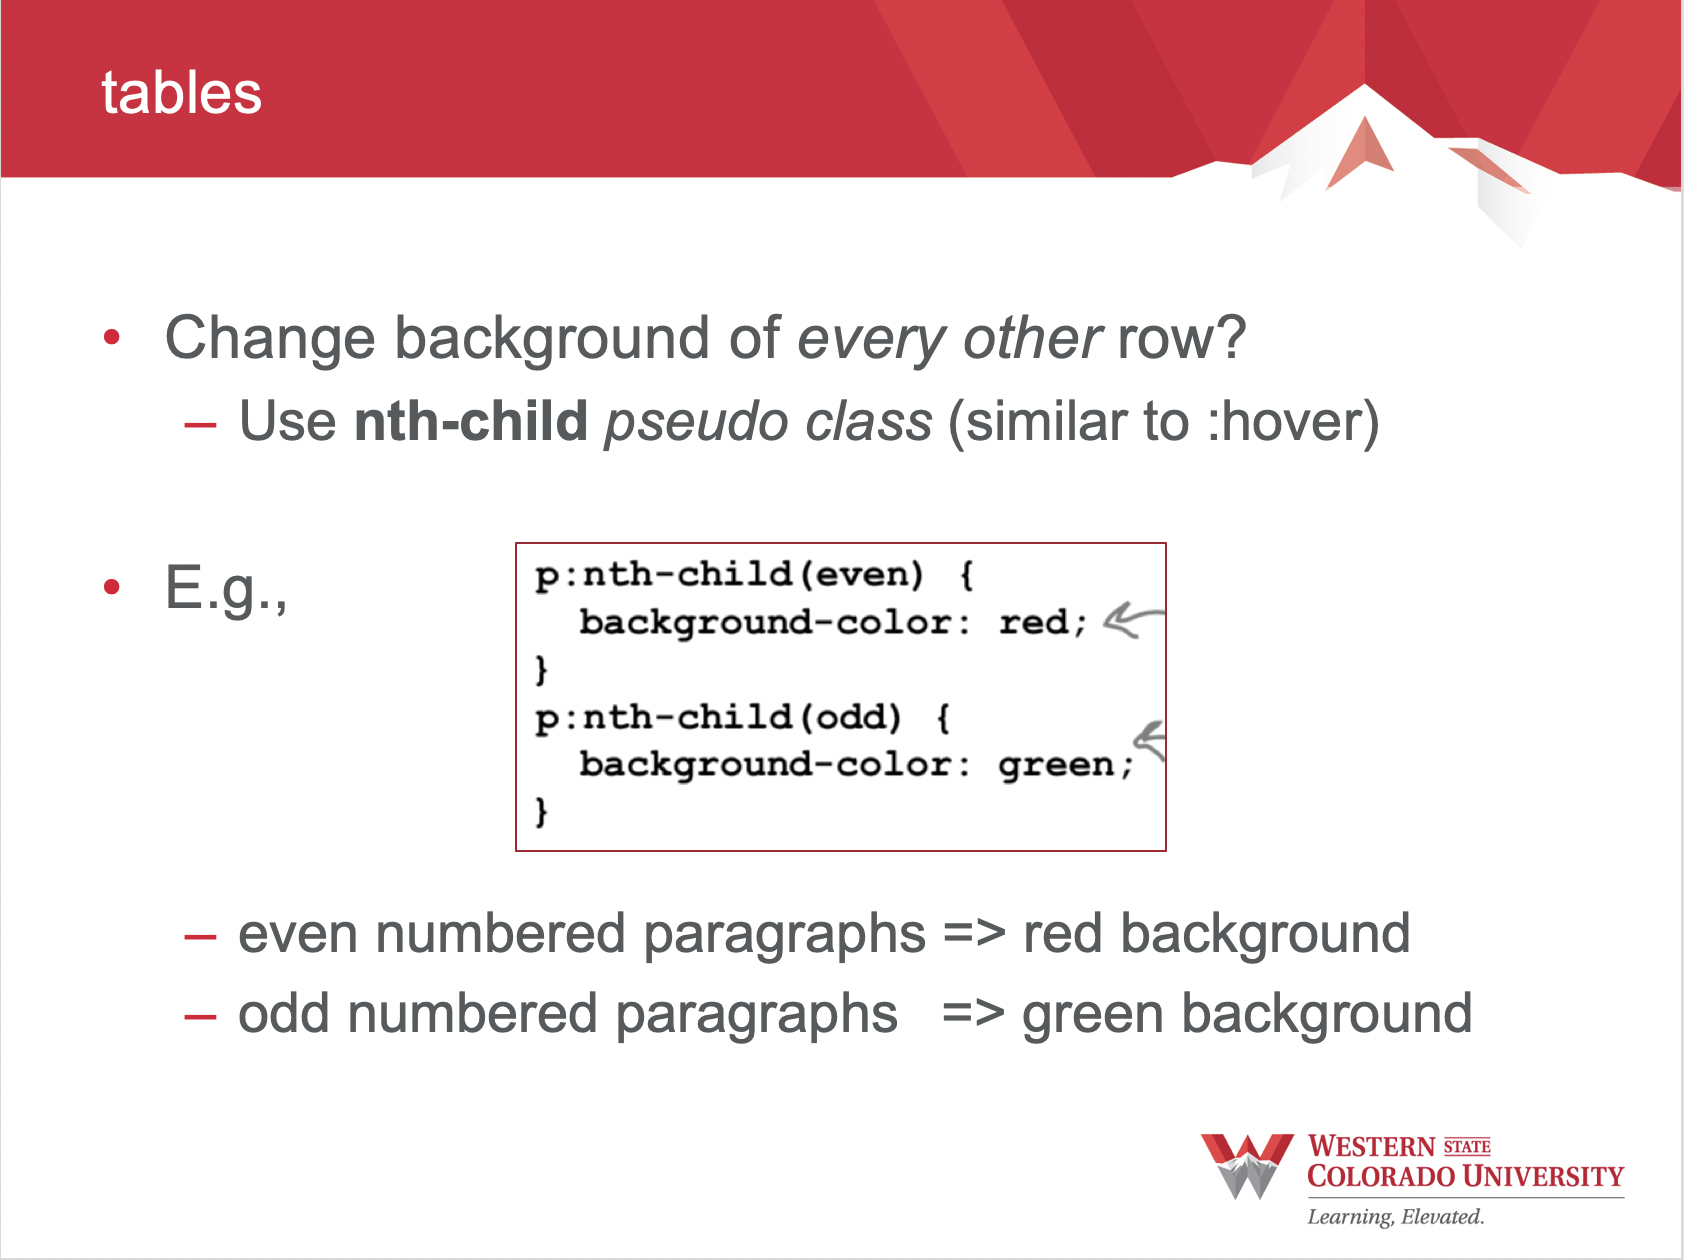 tables
• Change background of every other row?
– Use nth-child pseudo class (similar to :hover)
• E.g.,
p:nth-child(even) {
  background-color: red;
}
p:nth-child(odd) {
  background-color: green;
}
– even numbered paragraphs => red background
– odd numbered paragraphs => green background
WESTERN STATE
COLORADO UNIVERSITY
Learning, Elevated.